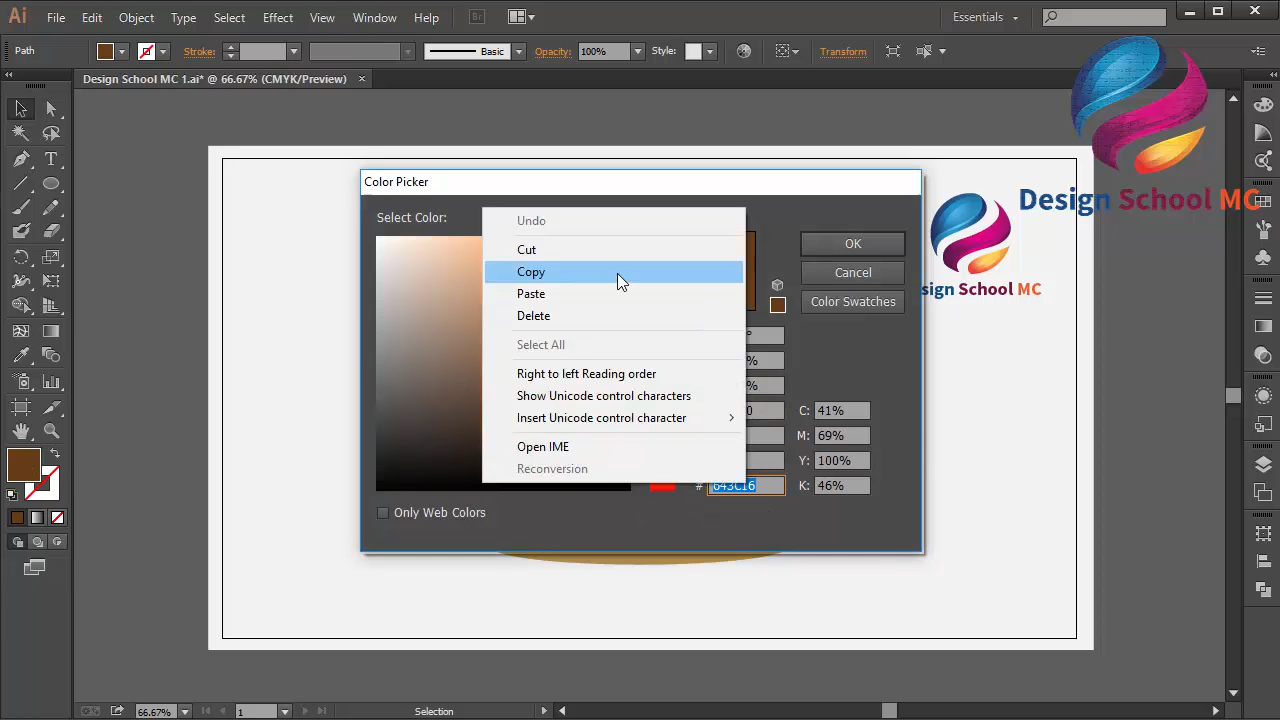 Ai File Edit Object Type Select Effect View Window Help Br Essentials
Path Stroke: Basic Opacity: 100% Style: Transform
Design School MC 1.ai* @ 66.67% (CMYK/Preview)
Design School MC
sign School MC
Color Picker
Select Color:
OK
Cancel
Color Swatches
Undo
Cut
Copy
Paste
Delete
Select All
Right to left Reading order
Show Unicode control characters
Insert Unicode control character
Open IME
Reconversion
°
%
%
0 C: 41%
M: 69%
Y: 100%
# 643C16 K: 46%
Only Web Colors
66.67% 1 Selection